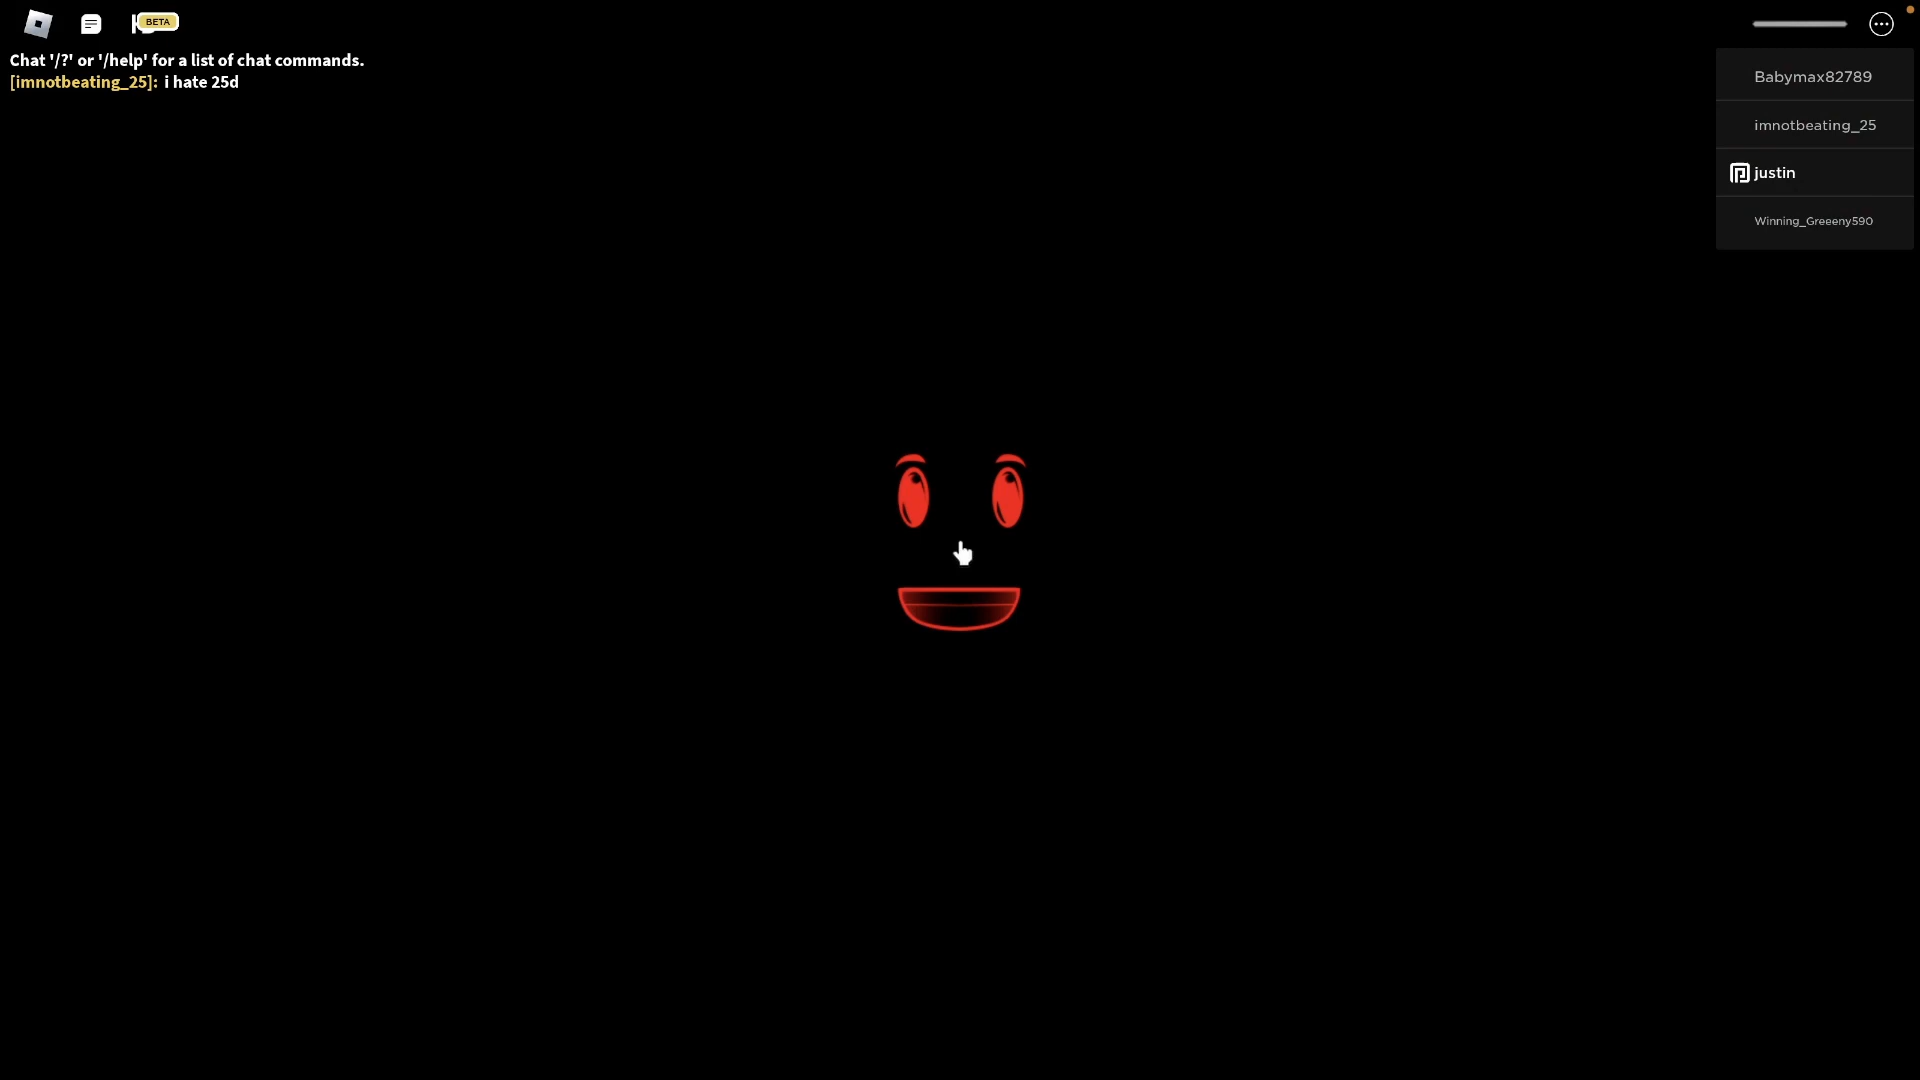 BETA
Chat '/?' or '/help' for a list of chat commands.
[imnotbeating_25]: i hate 25d
Babymax82789
imnotbeating_25
justin
Winning_Greeeny590